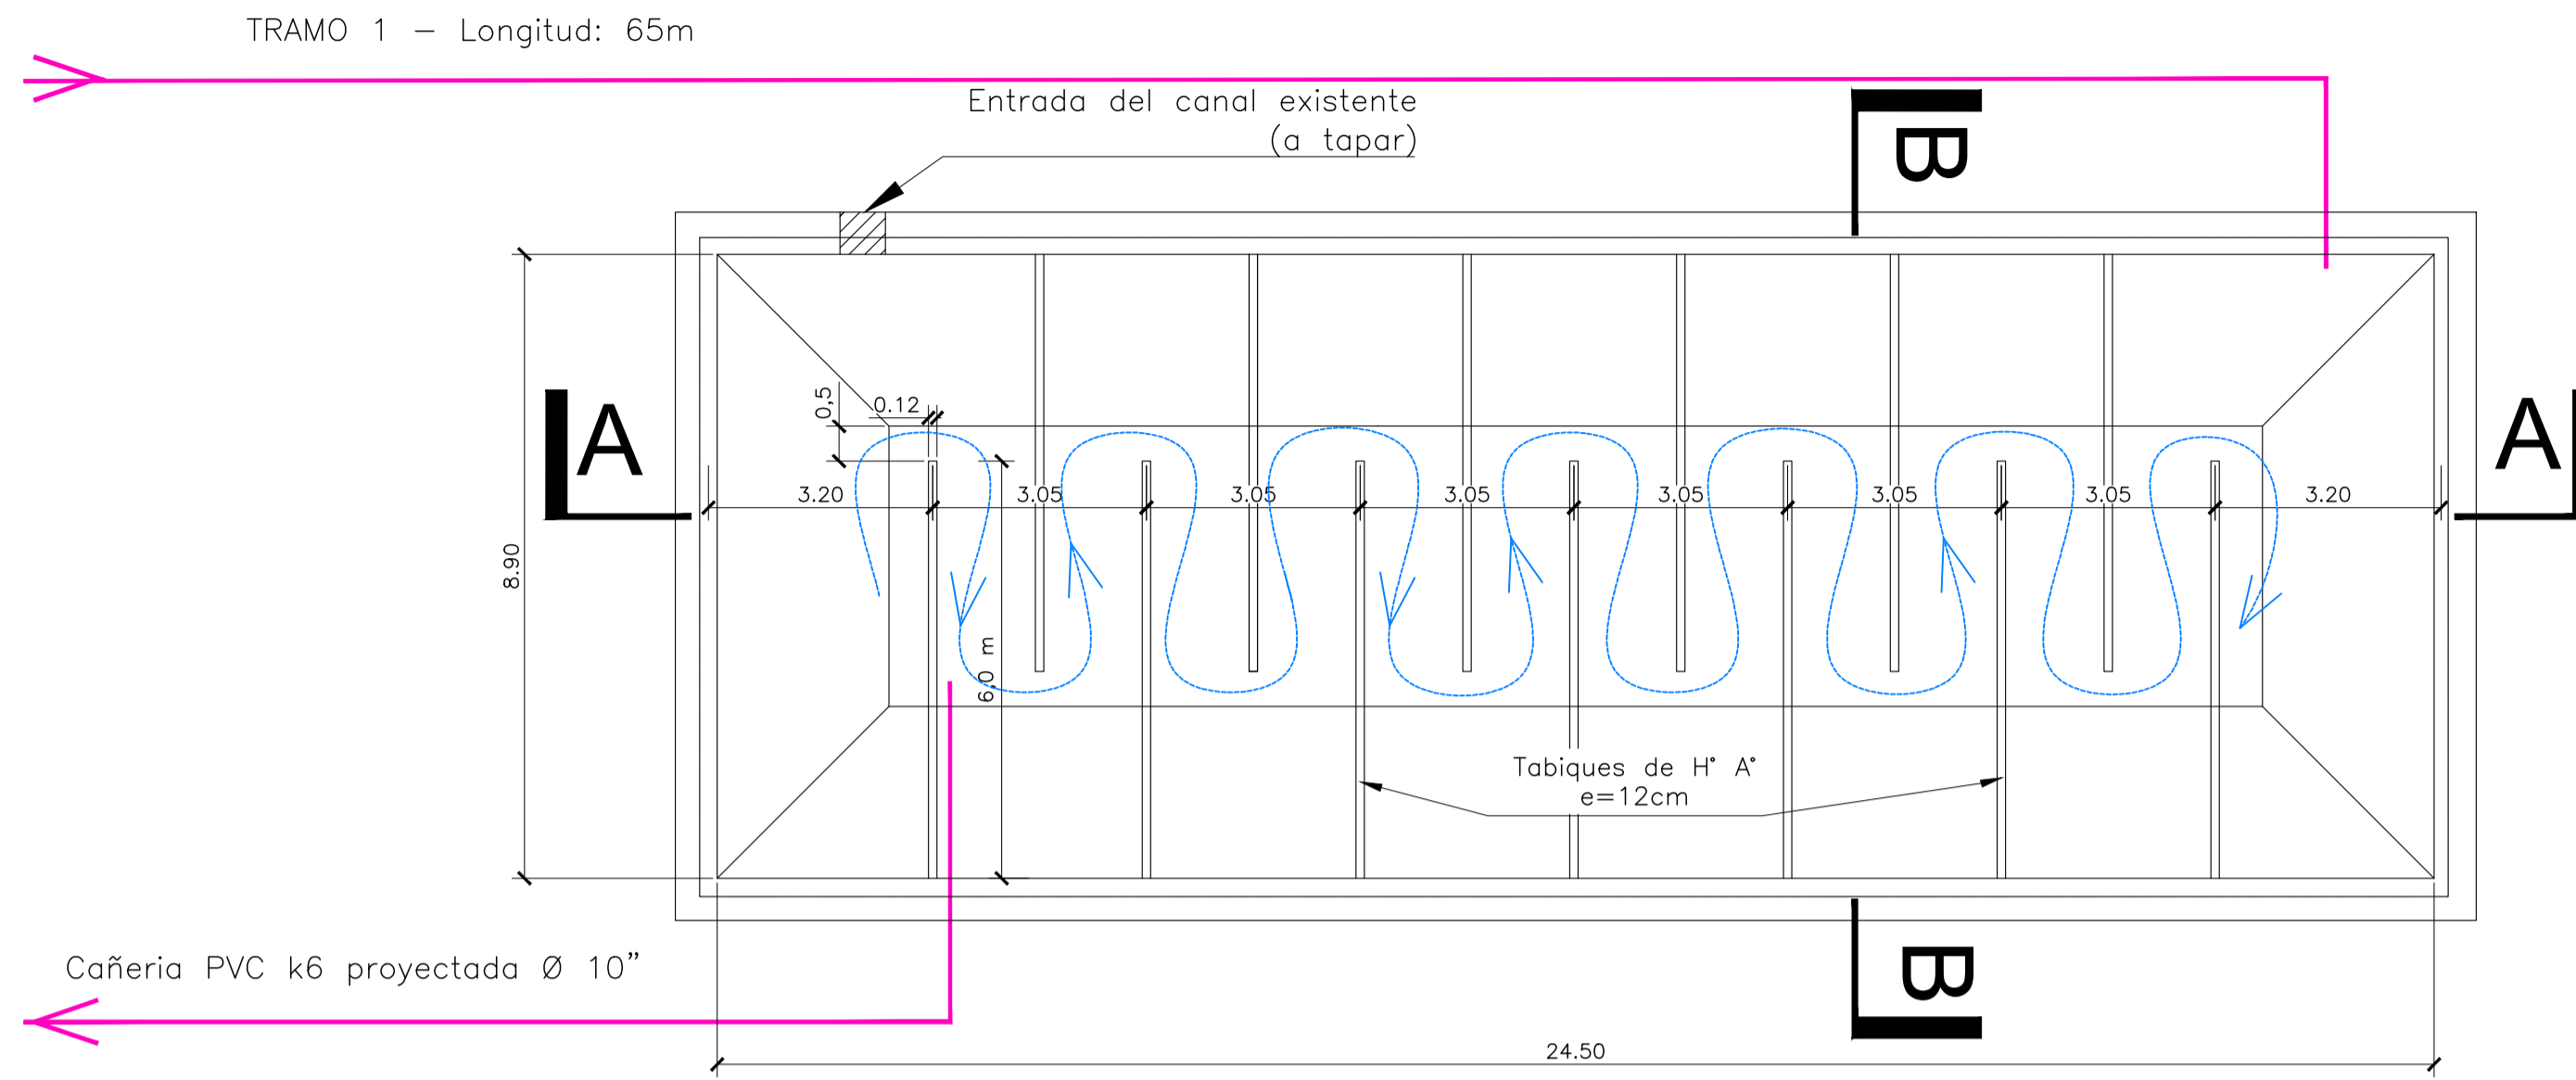 TRAMO 1 – Longitud: 65m
Entrada del canal existente
(a tapar)
B
A
A
0,5
0.12
3.20
3.05
3.05
3.05
3.05
3.05
3.05
3.20
8.90
6,0 m
Tabiques de H° A°
e=12cm
Cañeria PVC k6 proyectada Ø 10”
B
24.50